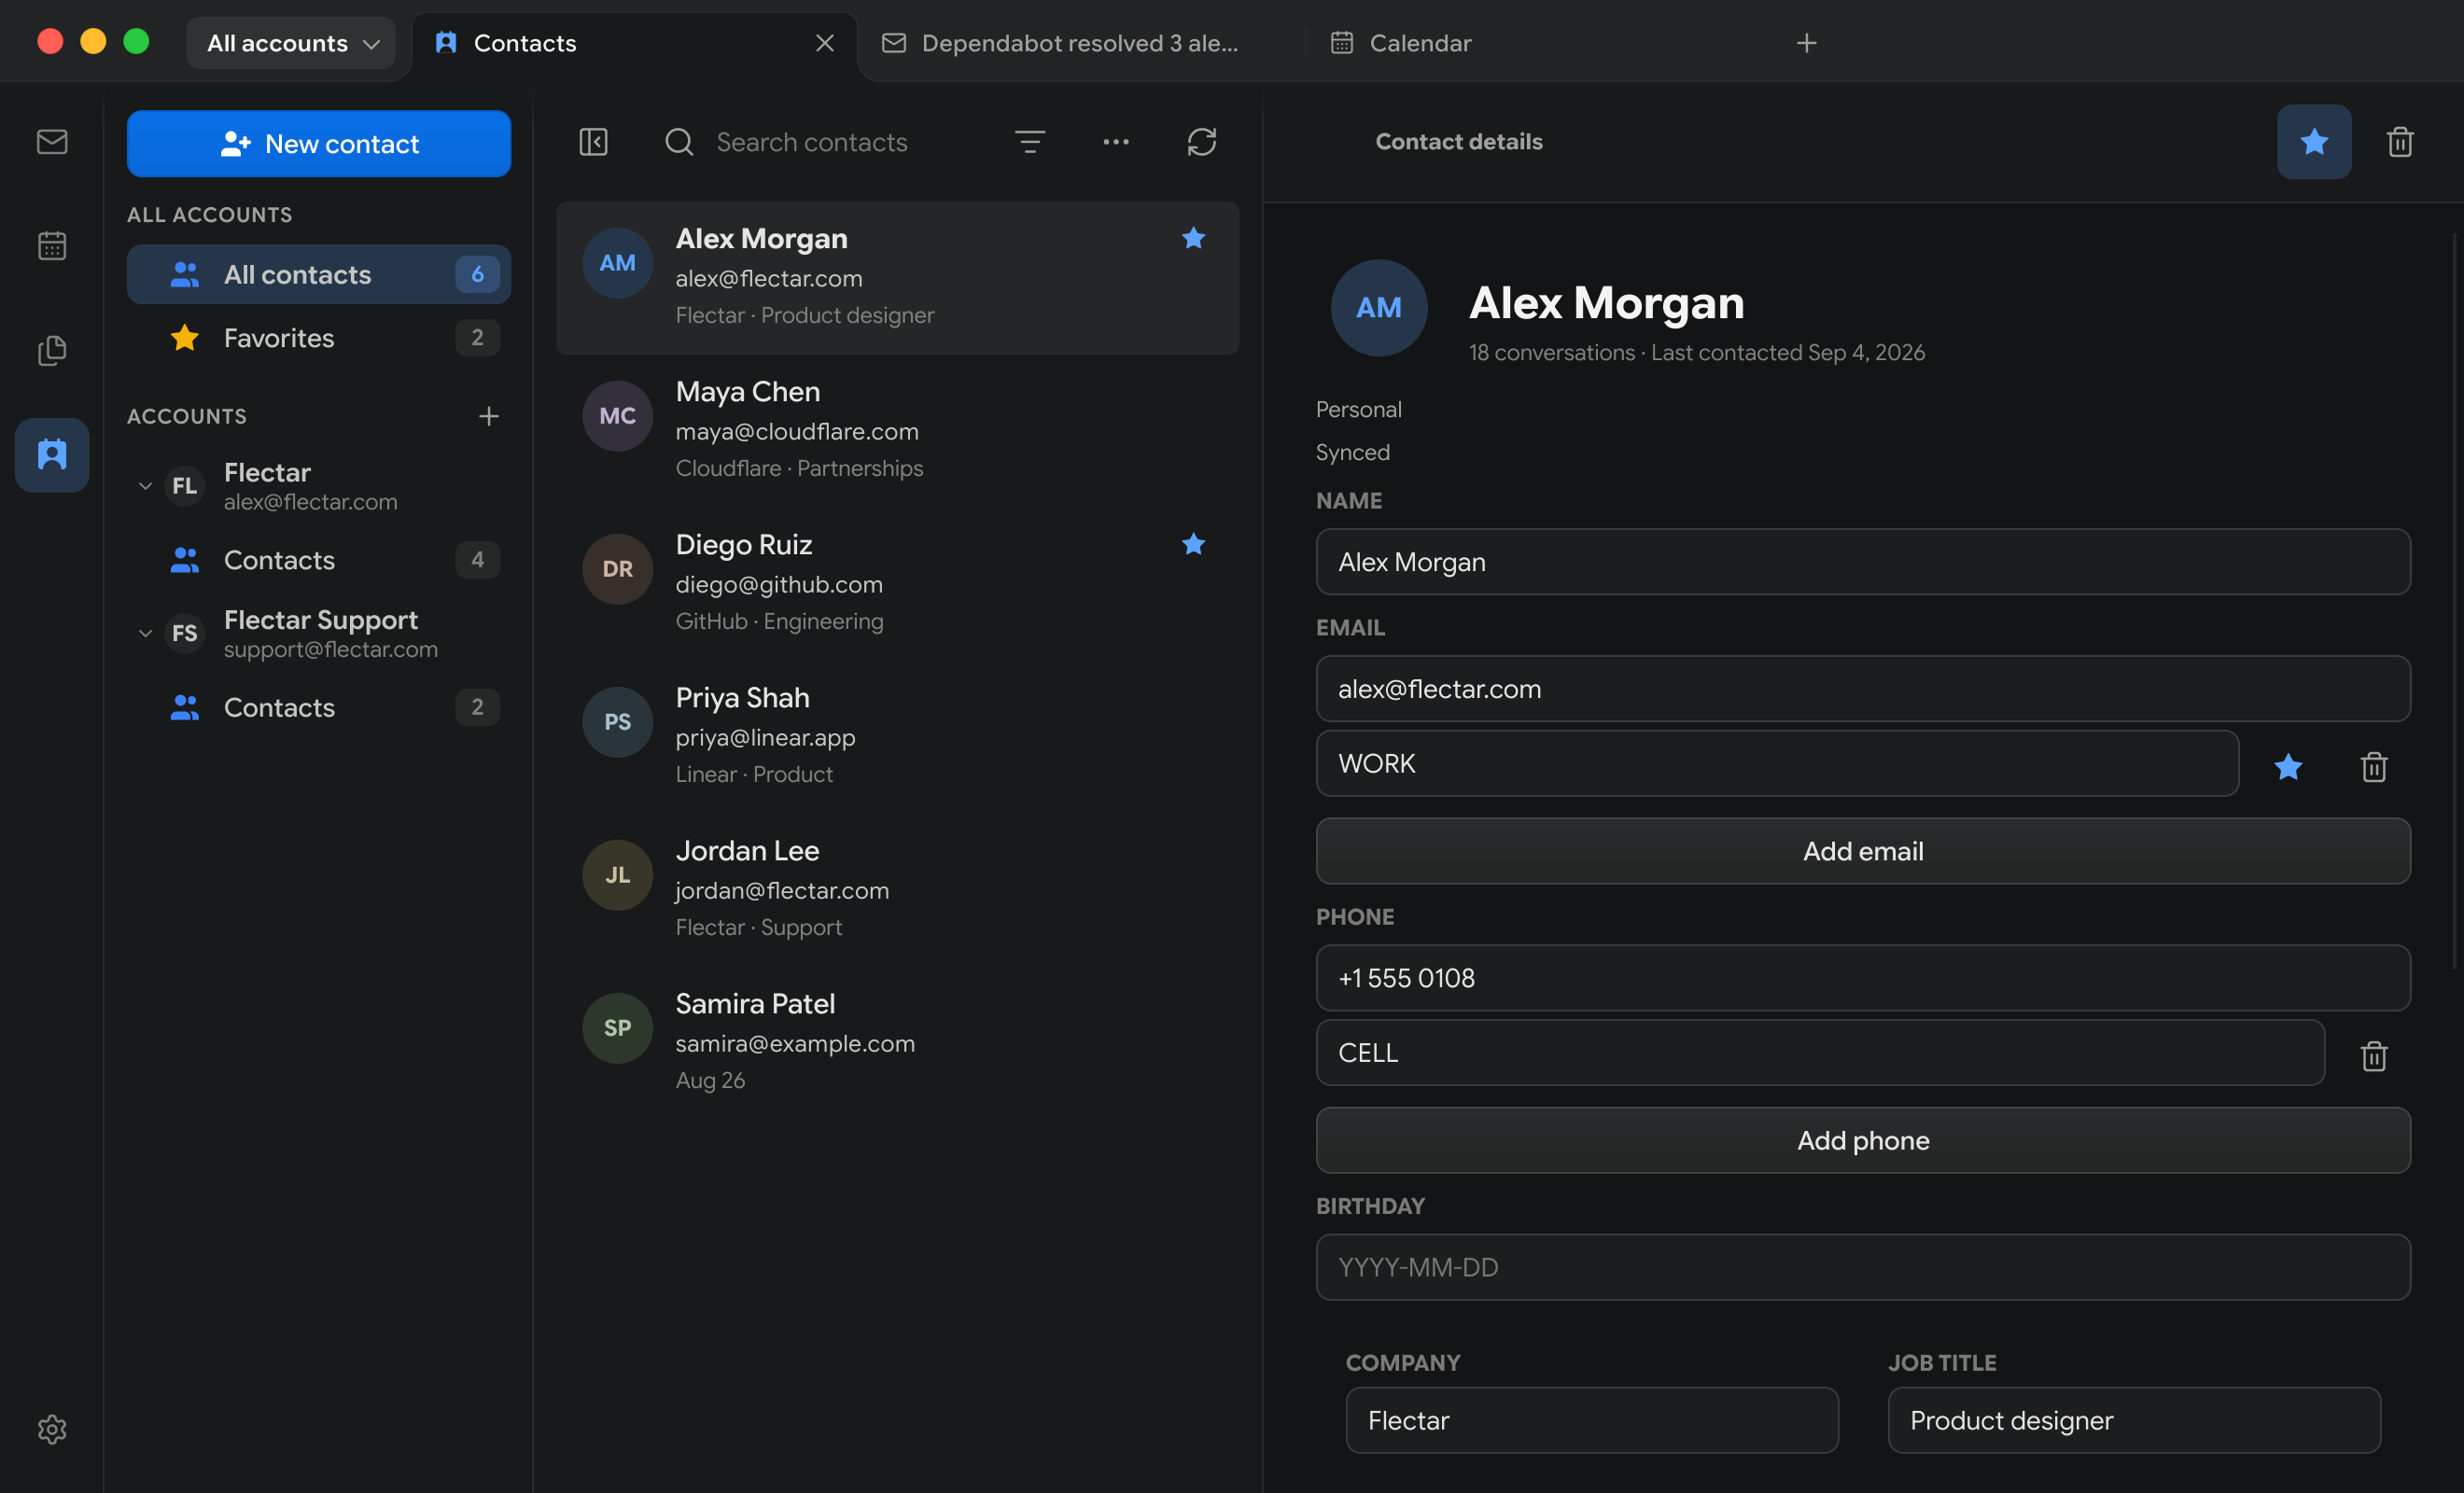 All accounts
Contacts
Dependabot resolved 3 ale...
Calendar
New contact
ALL ACCOUNTS
All contacts
6
Favorites
2
ACCOUNTS
FL
Flectar
alex@flectar.com
Contacts
4
FS
Flectar Support
support@flectar.com
Contacts
2
Search contacts
AM
Alex Morgan
alex@flectar.com
Flectar · Product designer
MC
Maya Chen
maya@cloudflare.com
Cloudflare · Partnerships
DR
Diego Ruiz
diego@github.com
GitHub · Engineering
PS
Priya Shah
priya@linear.app
Linear · Product
JL
Jordan Lee
jordan@flectar.com
Flectar · Support
SP
Samira Patel
samira@example.com
Aug 26
Contact details
AM
Alex Morgan
18 conversations · Last contacted Sep 4, 2026
Personal
Synced
NAME
Alex Morgan
EMAIL
alex@flectar.com
WORK
Add email
PHONE
+1 555 0108
CELL
Add phone
BIRTHDAY
YYYY-MM-DD
COMPANY
Flectar
JOB TITLE
Product designer